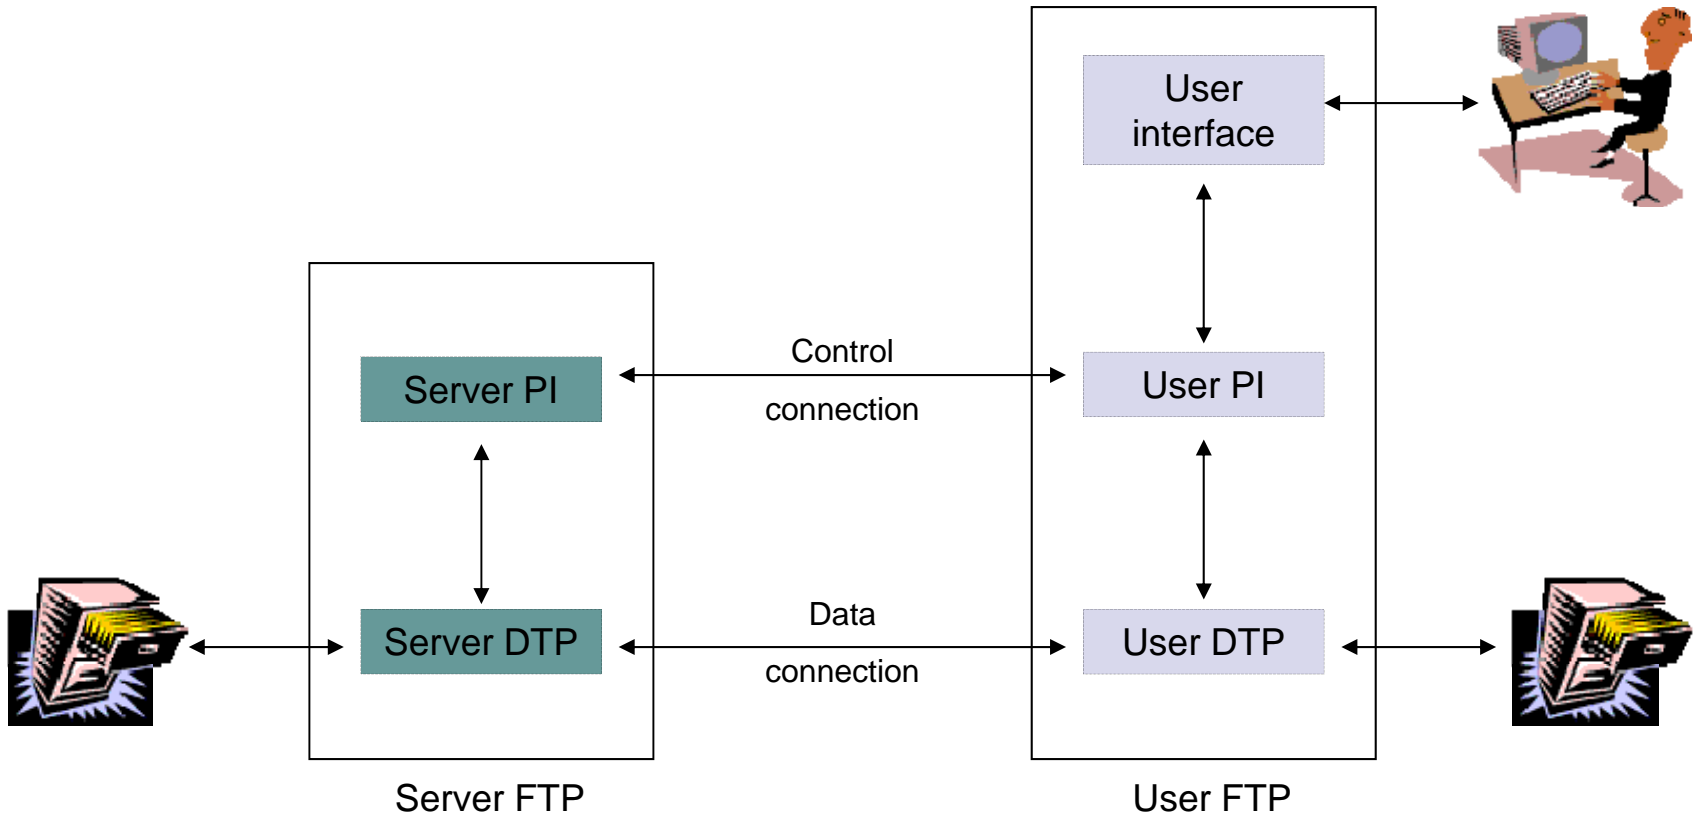 User
interface
Control
Server PI
User PI
connection
Data
Server DTP
User DTP
connection
Server FTP
User FTP